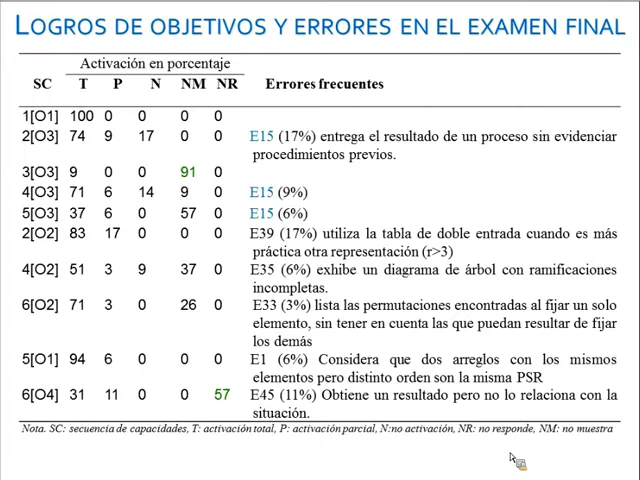 LOGROS DE OBJETIVOS Y ERRORES EN EL EXAMEN FINAL
Activación en porcentaje
SC T P N NM NR Errores frecuentes
1[O1] 100 0 0 0 0
2[O3] 74 9 17 0 0 E15 (17%) entrega el resultado de un proceso sin evidenciar
procedimientos previos.
3[O3] 9 0 0 91 0
4[O3] 71 6 14 9 0 E15 (9%)
5[O3] 37 6 0 57 0 E15 (6%)
2[O2] 83 17 0 0 0 E39 (17%) utiliza la tabla de doble entrada cuando es más
práctica otra representación (r>3)
4[O2] 51 3 9 37 0 E35 (6%) exhibe un diagrama de árbol con ramificaciones
incompletas.
6[O2] 71 3 0 26 0 E33 (3%) lista las permutaciones encontradas al fijar un solo
elemento, sin tener en cuenta las que puedan resultar de fijar
los demás
5[O1] 94 6 0 0 0 E1 (6%) Considera que dos arreglos con los mismos
elementos pero distinto orden son la misma PSR
6[O4] 31 11 0 0 57 E45 (11%) Obtiene un resultado pero no lo relaciona con la
situación.
Nota. SC: secuencia de capacidades, T: activación total, P: activación parcial, N:no activación, NR: no responde, NM: no muestra